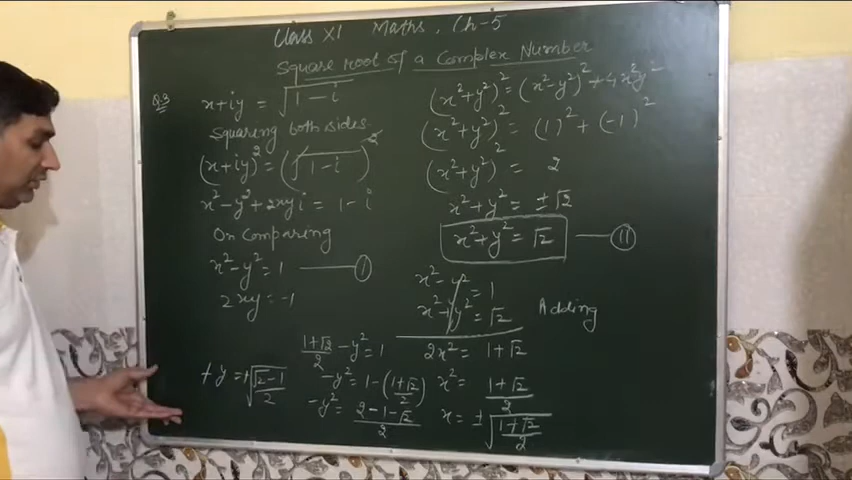 Class XI Maths, Ch-5
Square root of a Complex Number
Q.3
x+iy = √(1-i)
Squaring both sides
(x+iy)² = (√(1-i))²
x²-y²+2xyi = 1-i
On Comparing
x²-y²=1 —— I
2xy=-1
(x²+y²)² = (x²-y²)²+4x²y²
(x²+y²)² = (1)²+(-1)²
(x²+y²)² = 2
x²+y² = ±√2
x²+y² = √2 —— II
x²-y² = 1
x²+y² = √2 Adding
2x² = 1+√2
x² = (1+√2)/2
x = ±√((1+√2)/2)
(1+√2)/2 - y² = 1
-y² = 1-((1+√2)/2)
-y² = (2-1-√2)/2
+y = ±√((√2-1)/2)